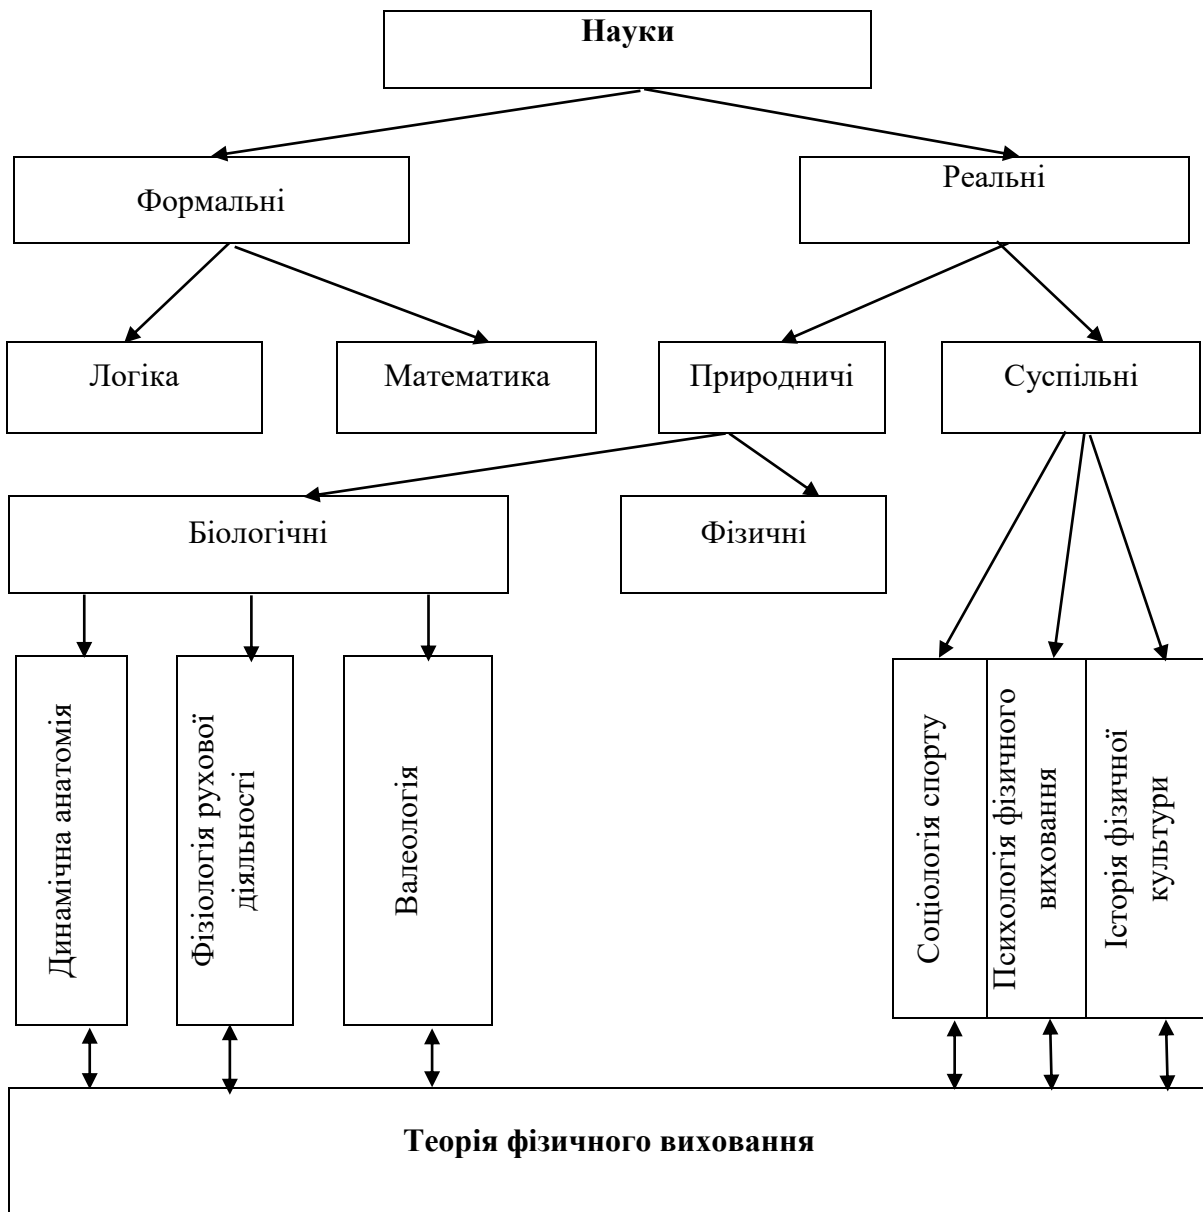 Науки
Формальні
Реальні
Логіка
Математика
Природничі
Суспільні
Біологічні
Фізичні
Динамічна анатомія
Фізіологія рухової
діяльності
Валеологія
Соціологія спорту
Психологія фізичного
виховання
Історія фізичної
культури
Теорія фізичного виховання